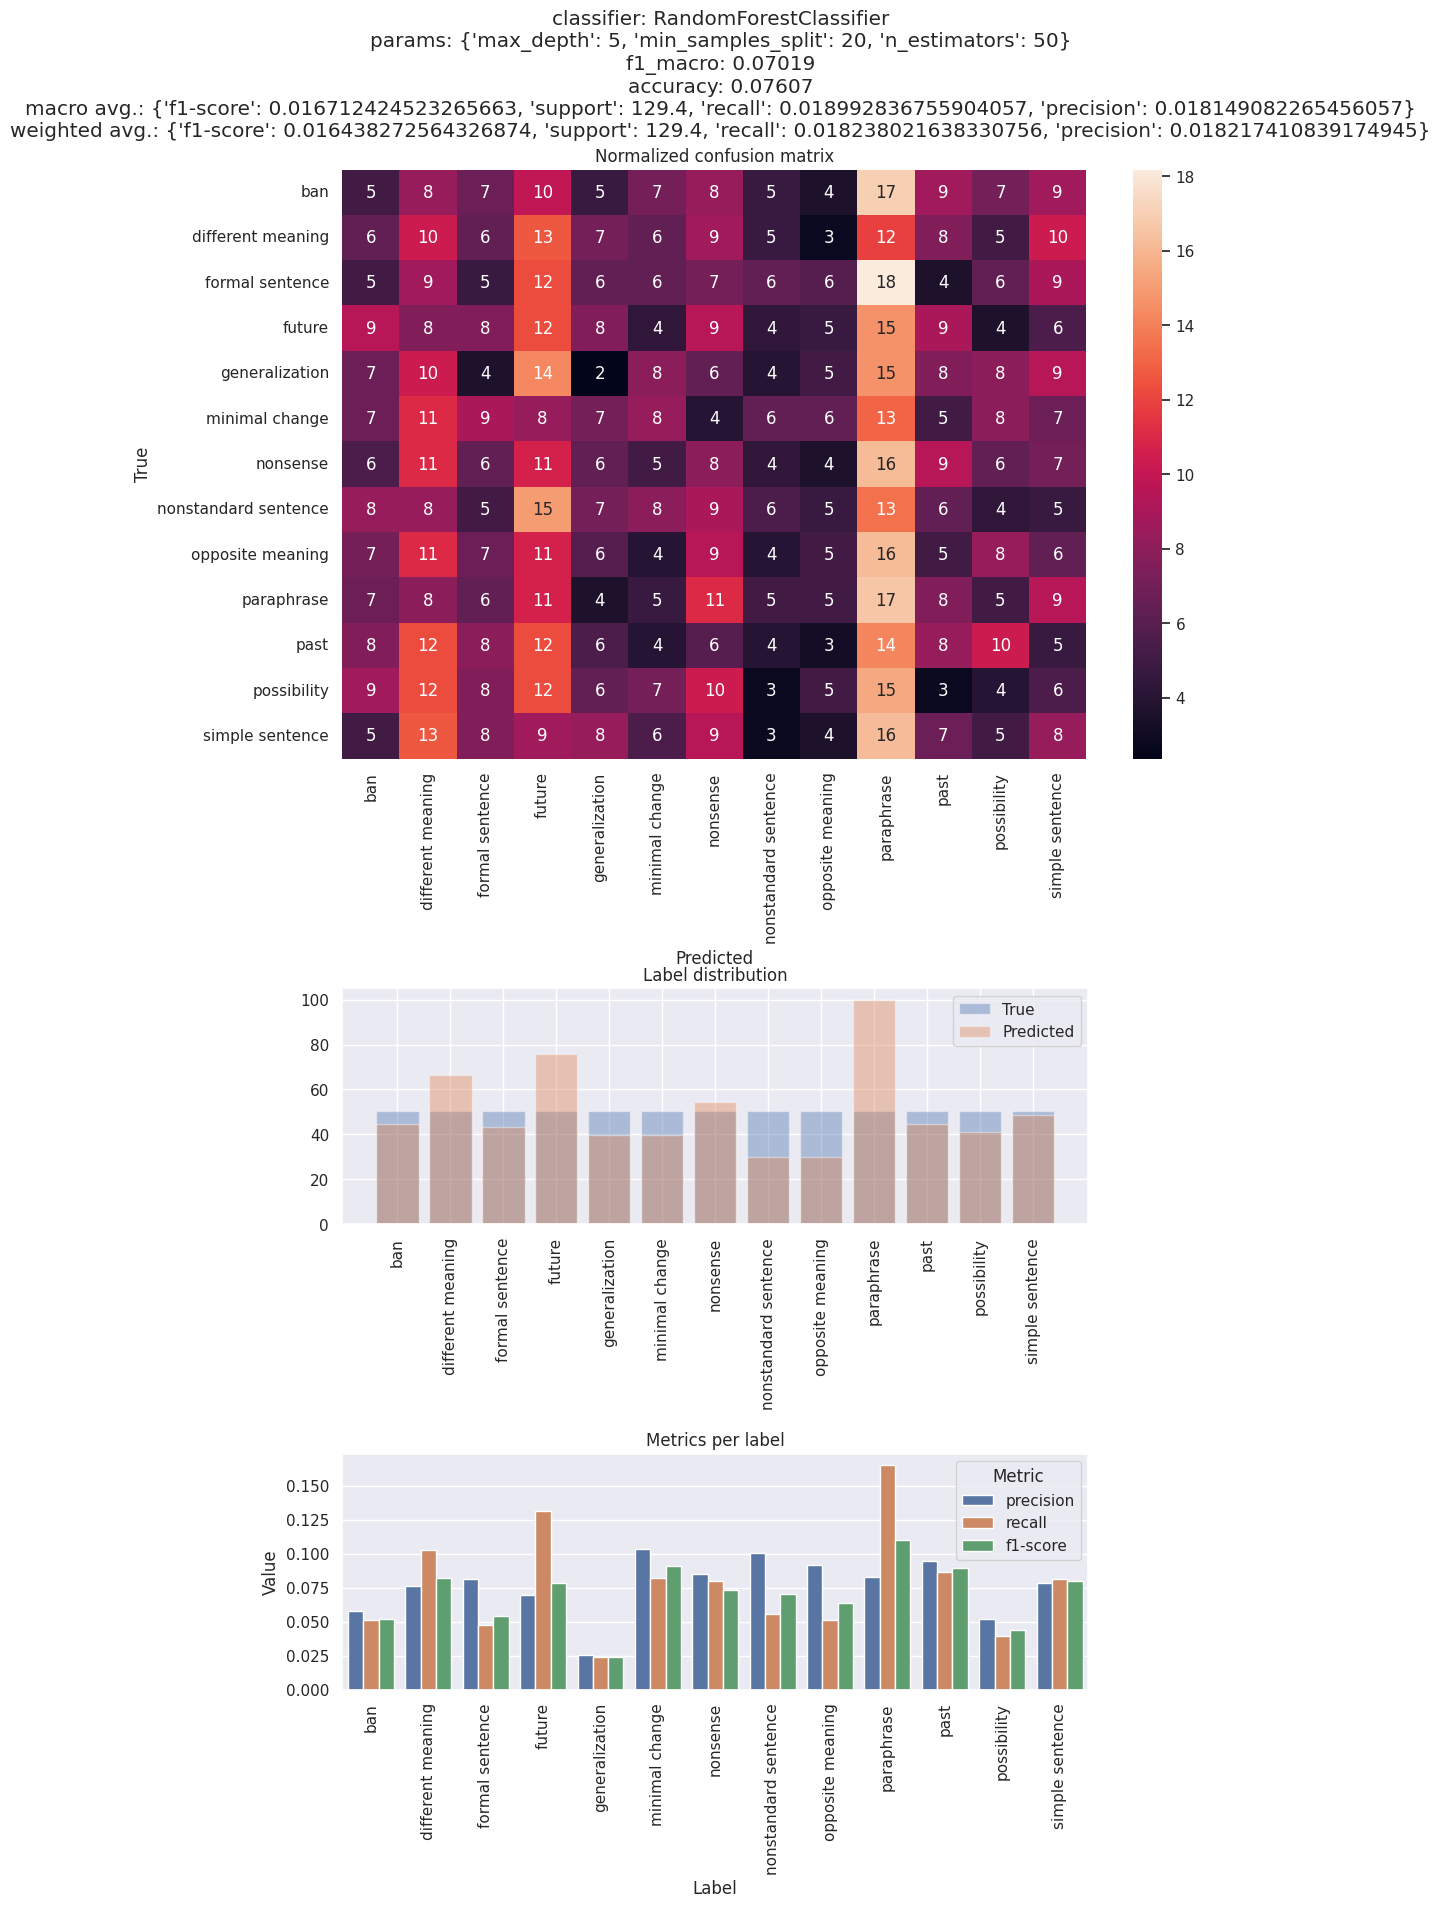 classifier: RandomForestClassifier
params: {'max_depth': 5, 'min_samples_split': 20, 'n_estimators': 50}
f1_macro: 0.07019
accuracy: 0.07607
macro avg.: {'f1-score': 0.016712424523265663, 'support': 129.4, 'recall': 0.018992836755904057, 'precision': 0.018149082265456057}
weighted avg.: {'f1-score': 0.016438272564326874, 'support': 129.4, 'recall': 0.018238021638330756, 'precision': 0.018217410839174945}
Normalized confusion matrix
True
ban 5 8 7 10 5 7 8 5 4 17 9 7 9
different meaning 6 10 6 13 7 6 9 5 3 12 8 5 10
formal sentence 5 9 5 12 6 6 7 6 6 18 4 6 9
future 9 8 8 12 8 4 9 4 5 15 9 4 6
generalization 7 10 4 14 2 8 6 4 5 15 8 8 9
minimal change 7 11 9 8 7 8 4 6 6 13 5 8 7
nonsense 6 11 6 11 6 5 8 4 4 16 9 6 7
nonstandard sentence 8 8 5 15 7 8 9 6 5 13 6 4 5
opposite meaning 7 11 7 11 6 4 9 4 5 16 5 8 6
paraphrase 7 8 6 11 4 5 11 5 5 17 8 5 9
past 8 12 8 12 6 4 6 4 3 14 8 10 5
possibility 9 12 8 12 6 7 10 3 5 15 3 4 6
simple sentence 5 13 8 9 8 6 9 3 4 16 7 5 8
18
16
14
12
10
8
6
4
ban
different meaning
formal sentence
future
generalization
minimal change
nonsense
nonstandard sentence
opposite meaning
paraphrase
past
possibility
simple sentence
Predicted
Label distribution
100
80
60
40
20
0
True
Predicted
ban
different meaning
formal sentence
future
generalization
minimal change
nonsense
nonstandard sentence
opposite meaning
paraphrase
past
possibility
simple sentence
Metrics per label
Value
0.150
0.125
0.100
0.075
0.050
0.025
0.000
Metric
precision
recall
f1-score
ban
different meaning
formal sentence
future
generalization
minimal change
nonsense
nonstandard sentence
opposite meaning
paraphrase
past
possibility
simple sentence
Label